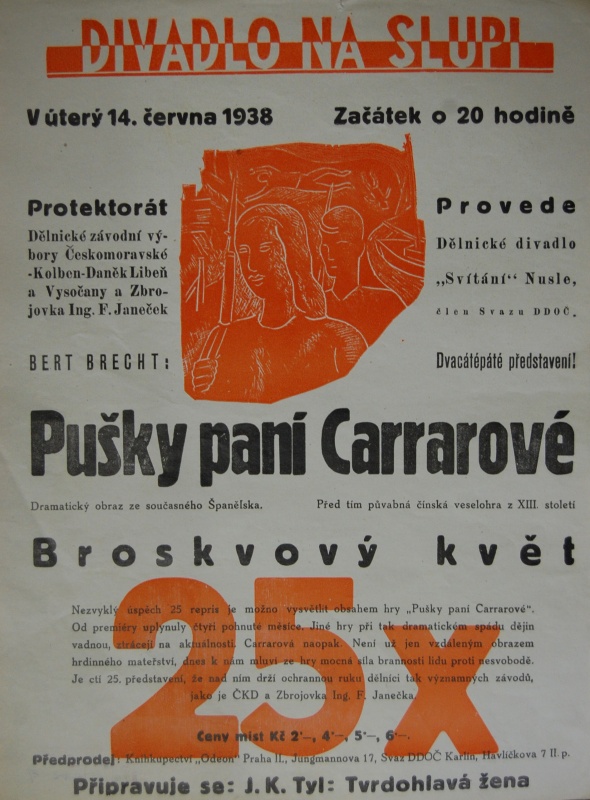 DIVADLO NA SLUPI
V úterý 14. června 1938 Začátek o 20 hodině
Protektorát
Dělnické závodní vý-
bory Českomoravské
-Kolben-Daněk Libeň
a Vysočany a Zbro-
jovka Ing. F. Janeček
Provede
Dělnické divadlo
„Svítání“ Nusle,
člen Svazu DDOČ.
BERT BRECHT: Dvacátépáté představení!
Pušky paní Carrarové
Dramatický obraz ze současného Španělska. Před tím půvabná čínská veselohra z XIII. století
Broskvový květ
25x
Nezvyklý úspěch 25 repris je možno vysvětlit obsahem hry „Pušky paní Carrarové“.
Od premiéry uplynuly čtyři pohnuté měsíce. Jiné hry při tak dramatickém spádu dějin
vadnou, ztrácejí na aktuálnosti. Carrarová naopak. Není už jen vzdáleným obrazem
hrdinného mateřství, dnes k nám mluví ze hry mocná síla brannosti lidu proti nesvobodě.
Je ctí 25. představení, že nad ním drží ochrannou ruku dělníci tak významných závodů,
jako je ČKD a Zbrojovka Ing. F. Janečka.
Ceny míst Kč 2·–, 4·–, 5·–, 6·–.
Předprodej: Knihkupectví „Odeon“ Praha II., Jungmannova 17, Svaz DDOČ Karlín, Havlíčkova 7 II. p.
Připravuje se: J. K. Tyl: Tvrdohlavá žena